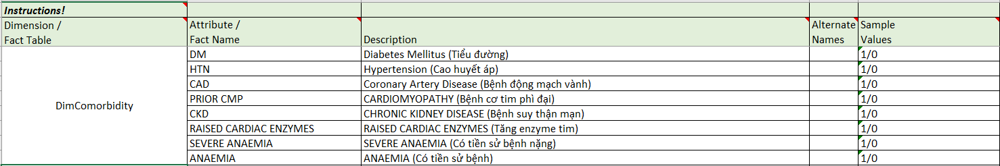 Instructions!
Dimension /
Fact Table
Attribute /
Fact Name
Description
Alternate
Names
Sample
Values
DimComorbidity
DM Diabetes Mellitus (Tiểu đường) 1/0
HTN Hypertension (Cao huyết áp) 1/0
CAD Coronary Artery Disease (Bệnh động mạch vành) 1/0
PRIOR CMP CARDIOMYOPATHY (Bệnh cơ tim phì đại) 1/0
CKD CHRONIC KIDNEY DISEASE (Bệnh suy thận mạn) 1/0
RAISED CARDIAC ENZYMES RAISED CARDIAC ENZYMES (Tăng enzyme tim) 1/0
SEVERE ANAEMIA SEVERE ANAEMIA (Có tiền sử bệnh nặng) 1/0
ANAEMIA ANAEMIA (Có tiền sử bệnh) 1/0